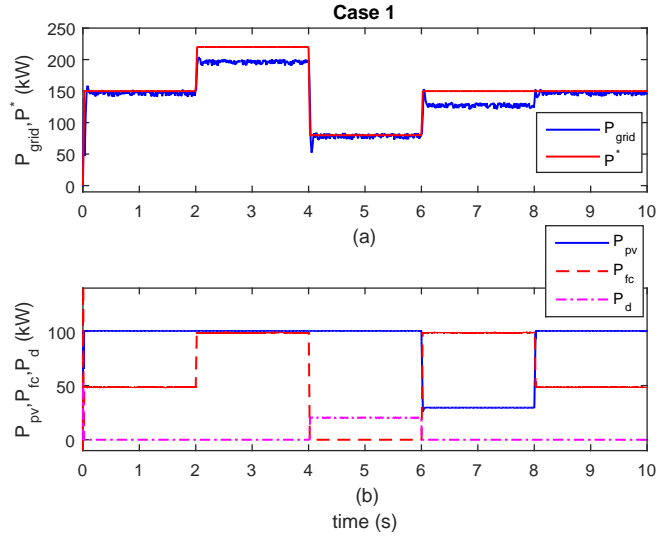 Case 1
P_grid,P^* (kW)
250
200
150
100
50
0
0 1 2 3 4 5 6 7 8 9 10
(a)
P_grid
P^*
P_pv,P_fc,P_d (kW)
100
50
0
P_pv
P_fc
P_d
0 1 2 3 4 5 6 7 8 9 10
(b)
time (s)